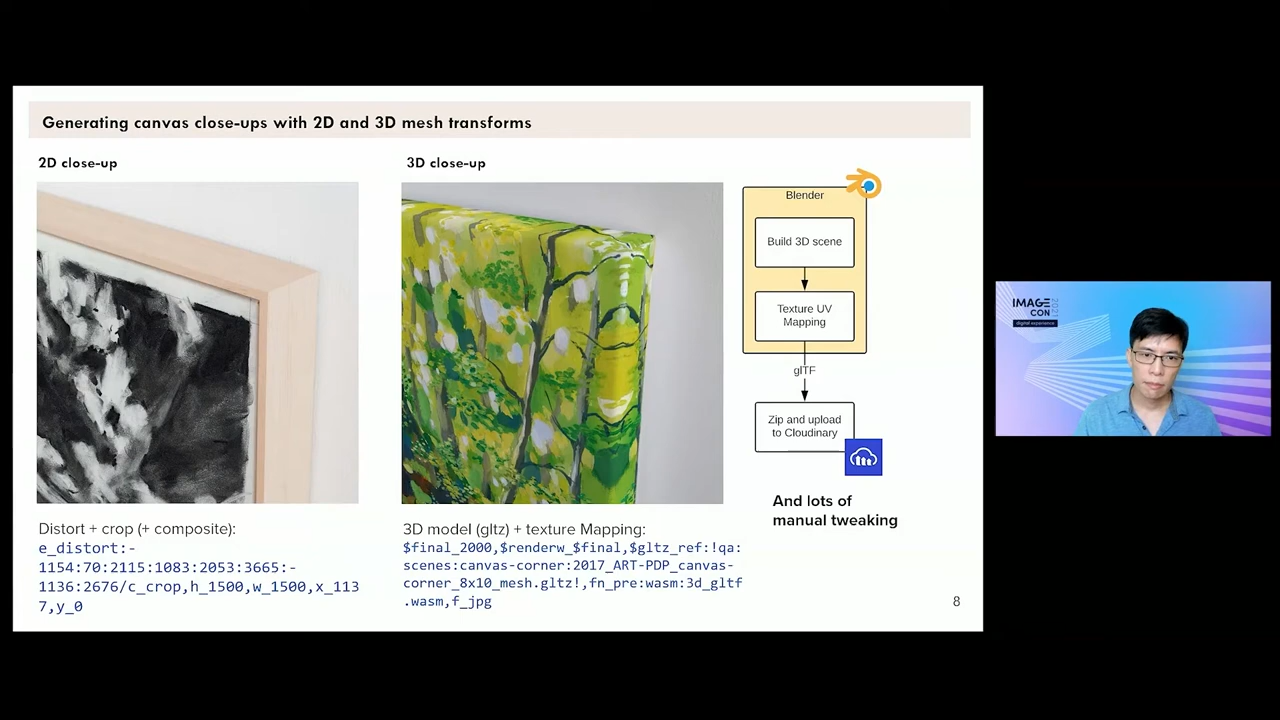 Generating canvas close-ups with 2D and 3D mesh transforms
2D close-up
3D close-up
Distort + crop (+ composite):
e_distort:-
1154:70:2115:1083:2053:3665:-
1136:2676/c_crop,h_1500,w_1500,x_113
7,y_0
3D model (gltz) + texture Mapping:
$final_2000,$renderw_$final,$gltz_ref:!qa:
scenes:canvas-corner:2017_ART-PDP_canvas-
corner_8x10_mesh.gltz!,fn_pre:wasm:3d_gltf
.wasm,f_jpg
Blender
Build 3D scene
Texture UV
Mapping
glTF
Zip and upload
to Cloudinary
And lots of
manual tweaking
8
IMAGE
CON
2021
digital experience